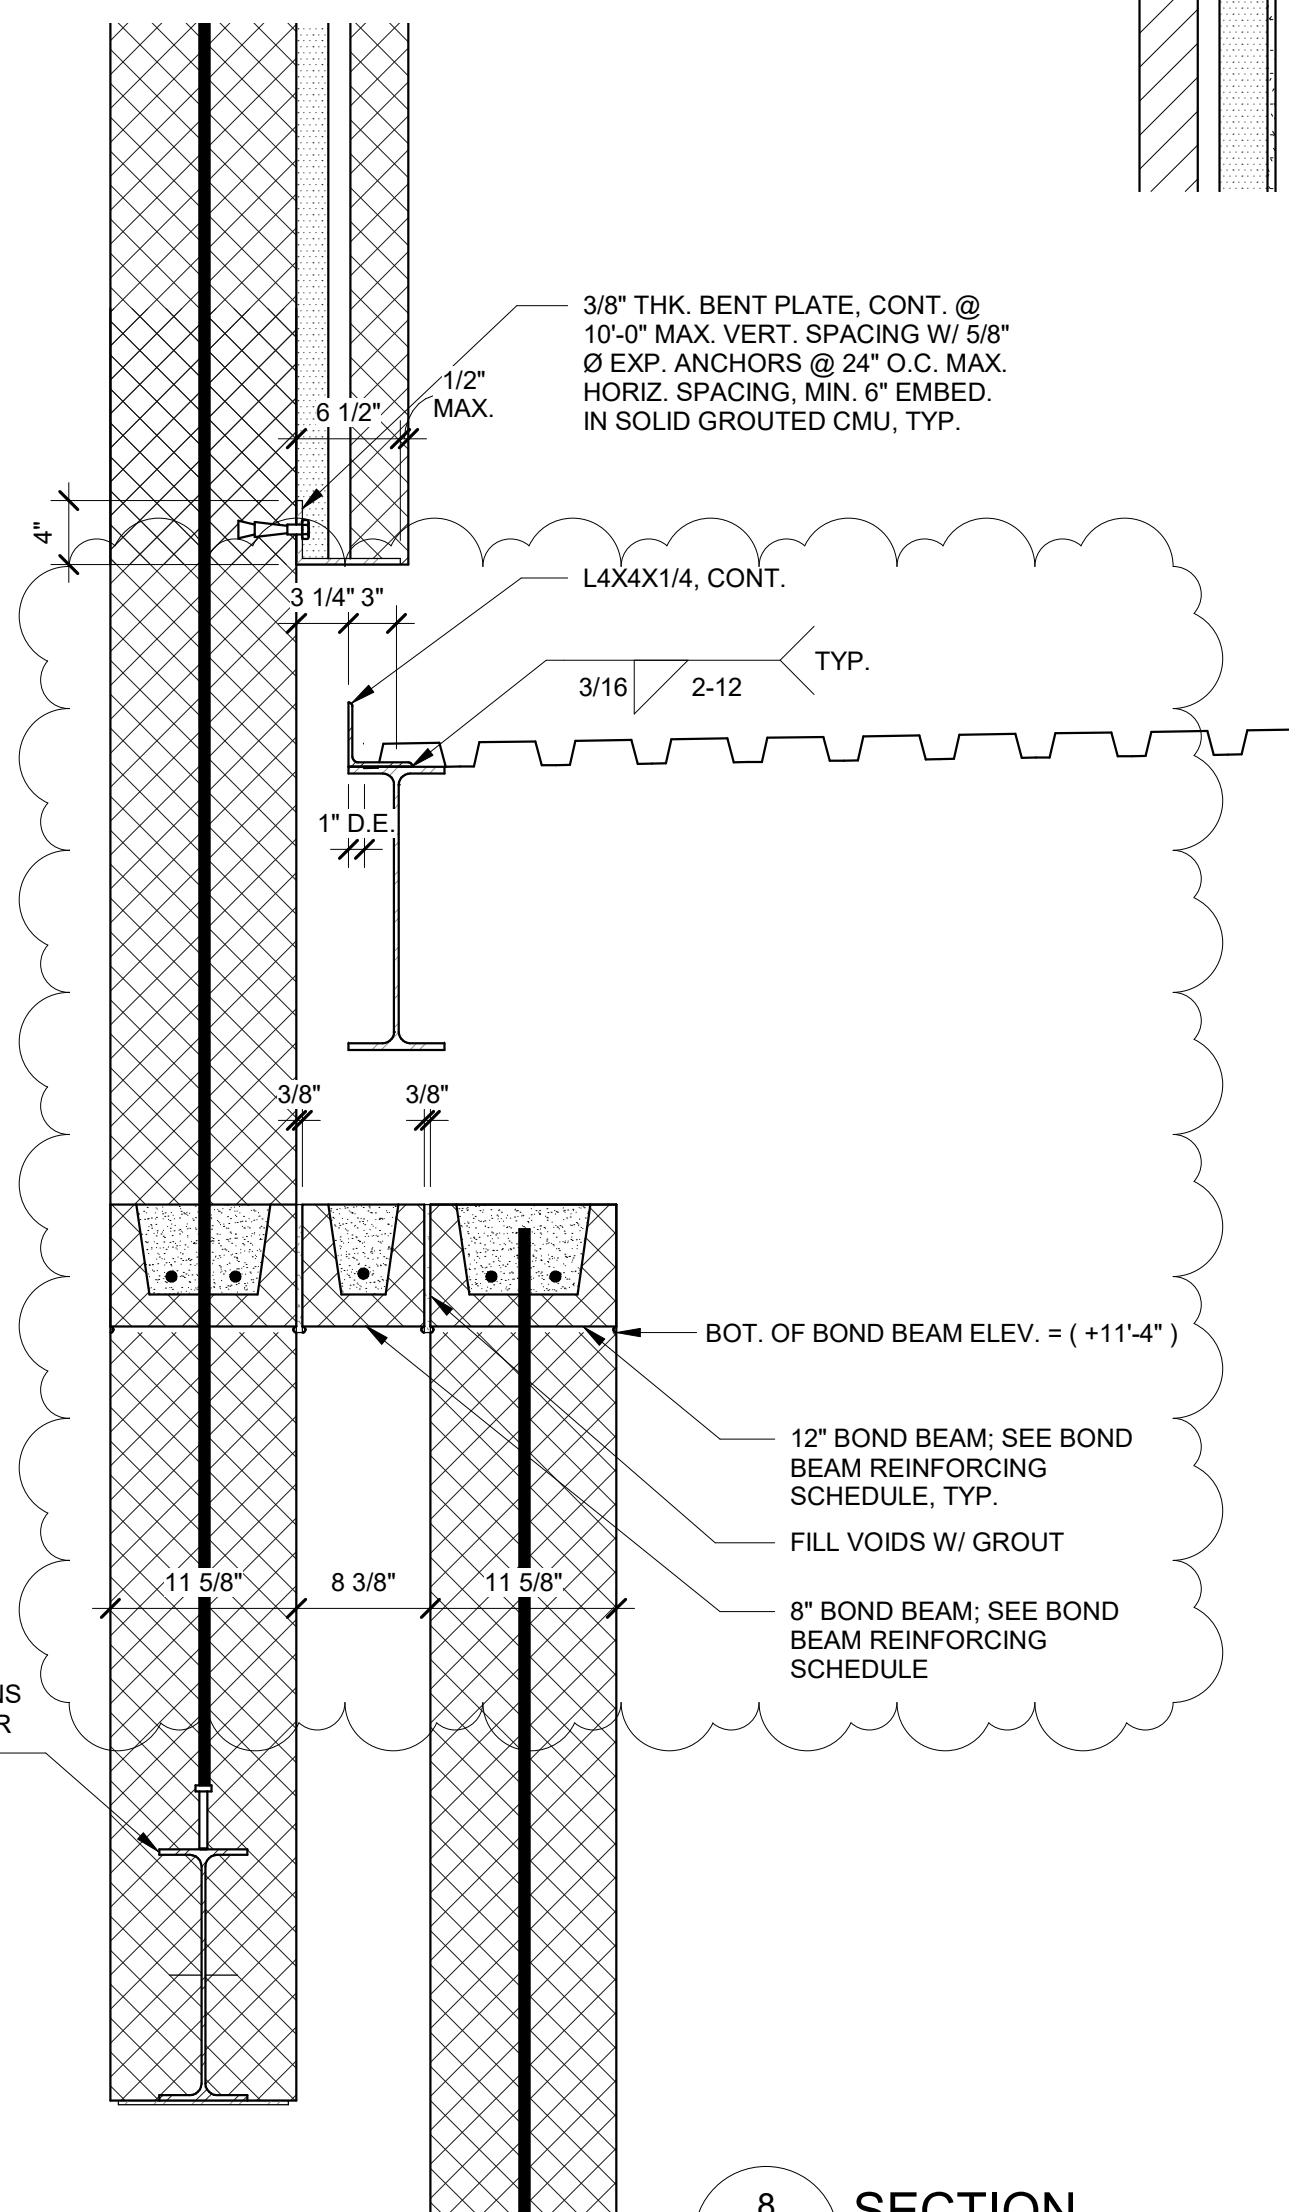 3/8" THK. BENT PLATE, CONT. @
10'-0" MAX. VERT. SPACING W/ 5/8"
Ø EXP. ANCHORS @ 24" O.C. MAX.
HORIZ. SPACING, MIN. 6" EMBED.
IN SOLID GROUTED CMU, TYP.
1/2"
MAX.
6 1/2"
4"
L4X4X1/4, CONT.
3 1/4" 3"
TYP.
3/16 2-12
1" D.E.
3/8" 3/8"
BOT. OF BOND BEAM ELEV. = ( +11'-4" )
12" BOND BEAM; SEE BOND
BEAM REINFORCING
SCHEDULE, TYP.
FILL VOIDS W/ GROUT
11 5/8" 8 3/8" 11 5/8"
8" BOND BEAM; SEE BOND
BEAM REINFORCING
SCHEDULE
8
SECTION